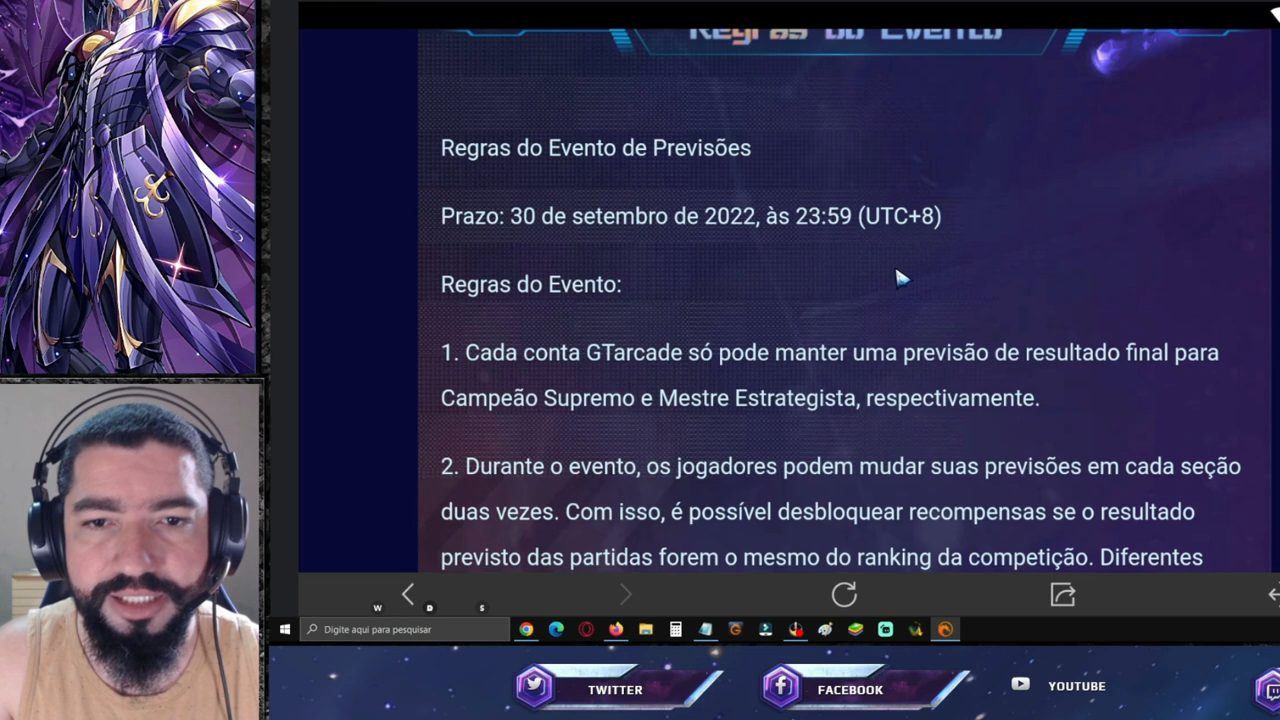 Regras do Evento
Regras do Evento de Previsões
Prazo: 30 de setembro de 2022, às 23:59 (UTC+8)
Regras do Evento:
1. Cada conta GTarcade só pode manter uma previsão de resultado final para
Campeão Supremo e Mestre Estrategista, respectivamente.
2. Durante o evento, os jogadores podem mudar suas previsões em cada seção
duas vezes. Com isso, é possível desbloquear recompensas se o resultado
previsto das partidas forem o mesmo do ranking da competição. Diferentes
W D S
Digite aqui para pesquisar
TWITTER FACEBOOK YOUTUBE